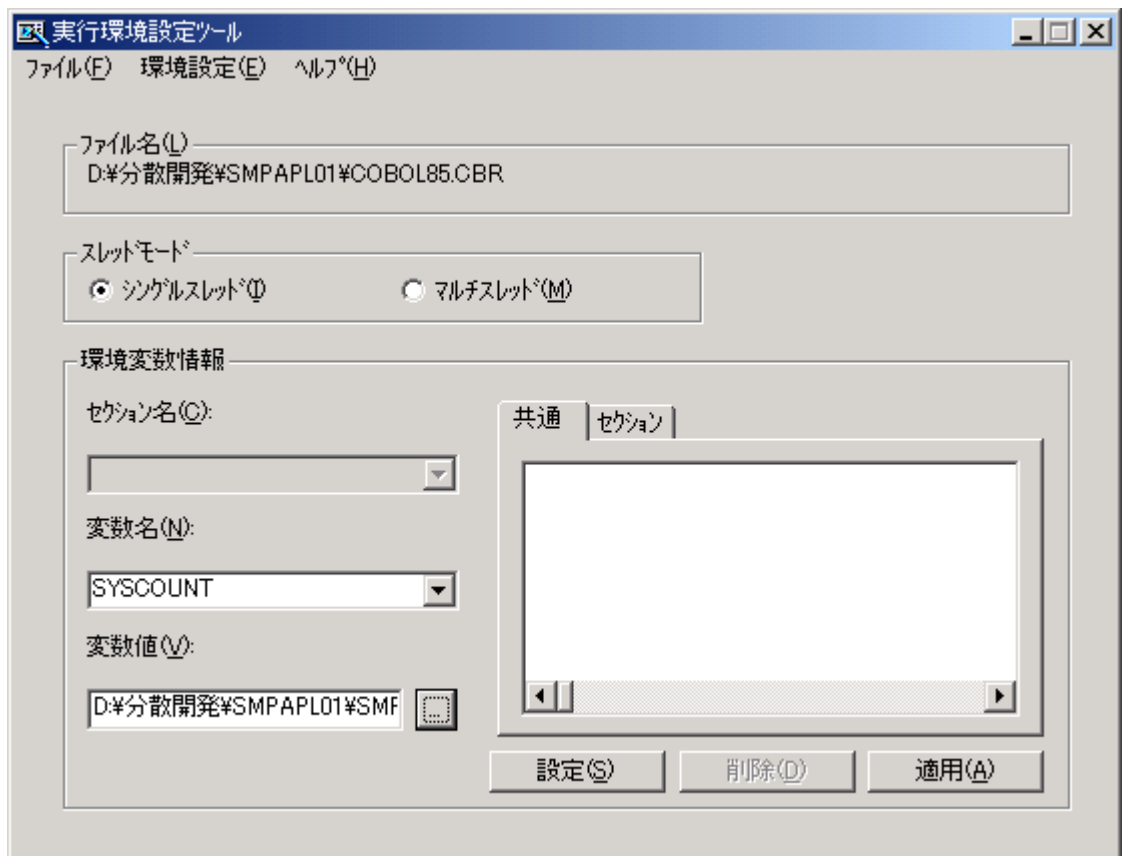 実行環境設定ツール
ファイル(F) 環境設定(E) ヘルプ(H)
ファイル名(L)
D:¥分散開発¥SMPAPL01¥COBOL85.CBR
スレッドモード
シングルスレッド(I) マルチスレッド(M)
環境変数情報
セクション名(C):
共通 セクション
変数名(N):
SYSCOUNT
変数値(V):
D:¥分散開発¥SMPAPL01¥SMF
...
設定(S) 削除(D) 適用(A)